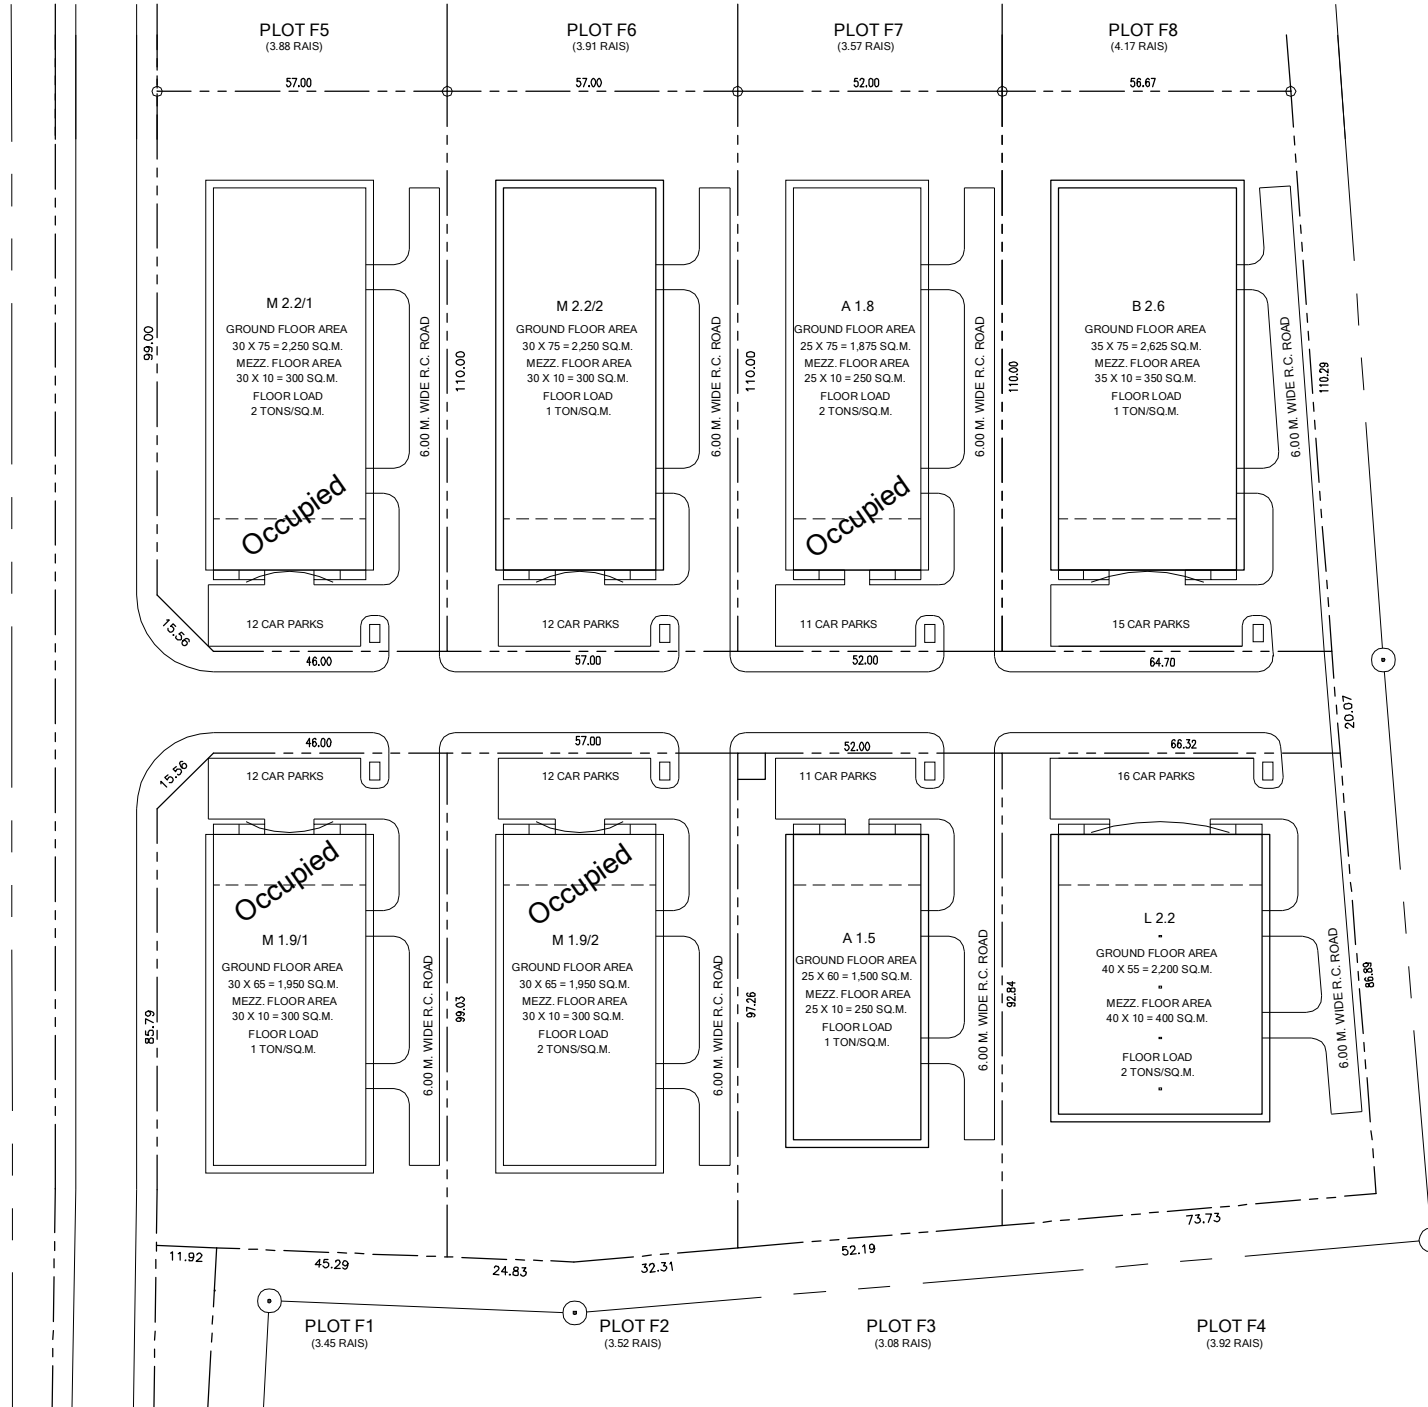 PLOT F5
(3.88 RAIS)
PLOT F6
(3.91 RAIS)
PLOT F7
(3.57 RAIS)
PLOT F8
(4.17 RAIS)
57.00
57.00
52.00
56.67
99.00
M 2.2/1
GROUND FLOOR AREA
30 X 75 = 2,250 SQ.M.
MEZZ. FLOOR AREA
30 X 10 = 300 SQ.M.
FLOOR LOAD
2 TONS/SQ.M.
Occupied
6.00 M. WIDE R.C. ROAD
110.00
M 2.2/2
GROUND FLOOR AREA
30 X 75 = 2,250 SQ.M.
MEZZ. FLOOR AREA
30 X 10 = 300 SQ.M.
FLOOR LOAD
1 TON/SQ.M.
6.00 M. WIDE R.C. ROAD
110.00
A 1.8
GROUND FLOOR AREA
25 X 75 = 1,875 SQ.M.
MEZZ. FLOOR AREA
25 X 10 = 250 SQ.M.
FLOOR LOAD
2 TONS/SQ.M.
Occupied
6.00 M. WIDE R.C. ROAD
110.00
B 2.6
GROUND FLOOR AREA
35 X 75 = 2,625 SQ.M.
MEZZ. FLOOR AREA
35 X 10 = 350 SQ.M.
FLOOR LOAD
1 TON/SQ.M.
6.00 M. WIDE R.C. ROAD
110.29
15.56
12 CAR PARKS
12 CAR PARKS
11 CAR PARKS
15 CAR PARKS
46.00
57.00
52.00
64.70
20.07
46.00
57.00
52.00
66.32
15.56
12 CAR PARKS
12 CAR PARKS
11 CAR PARKS
16 CAR PARKS
85.79
Occupied
M 1.9/1
GROUND FLOOR AREA
30 X 65 = 1,950 SQ.M.
MEZZ. FLOOR AREA
30 X 10 = 300 SQ.M.
FLOOR LOAD
1 TON/SQ.M.
6.00 M. WIDE R.C. ROAD
99.03
Occupied
M 1.9/2
GROUND FLOOR AREA
30 X 65 = 1,950 SQ.M.
MEZZ. FLOOR AREA
30 X 10 = 300 SQ.M.
FLOOR LOAD
2 TONS/SQ.M.
6.00 M. WIDE R.C. ROAD
97.26
A 1.5
GROUND FLOOR AREA
25 X 60 = 1,500 SQ.M.
MEZZ. FLOOR AREA
25 X 10 = 250 SQ.M.
FLOOR LOAD
1 TON/SQ.M.
6.00 M. WIDE R.C. ROAD
92.84
L 2.2
GROUND FLOOR AREA
40 X 55 = 2,200 SQ.M.
MEZZ. FLOOR AREA
40 X 10 = 400 SQ.M.
FLOOR LOAD
2 TONS/SQ.M.
6.00 M. WIDE R.C. ROAD
86.89
11.92
45.29
24.83
32.31
52.19
73.73
PLOT F1
(3.45 RAIS)
PLOT F2
(3.52 RAIS)
PLOT F3
(3.08 RAIS)
PLOT F4
(3.92 RAIS)